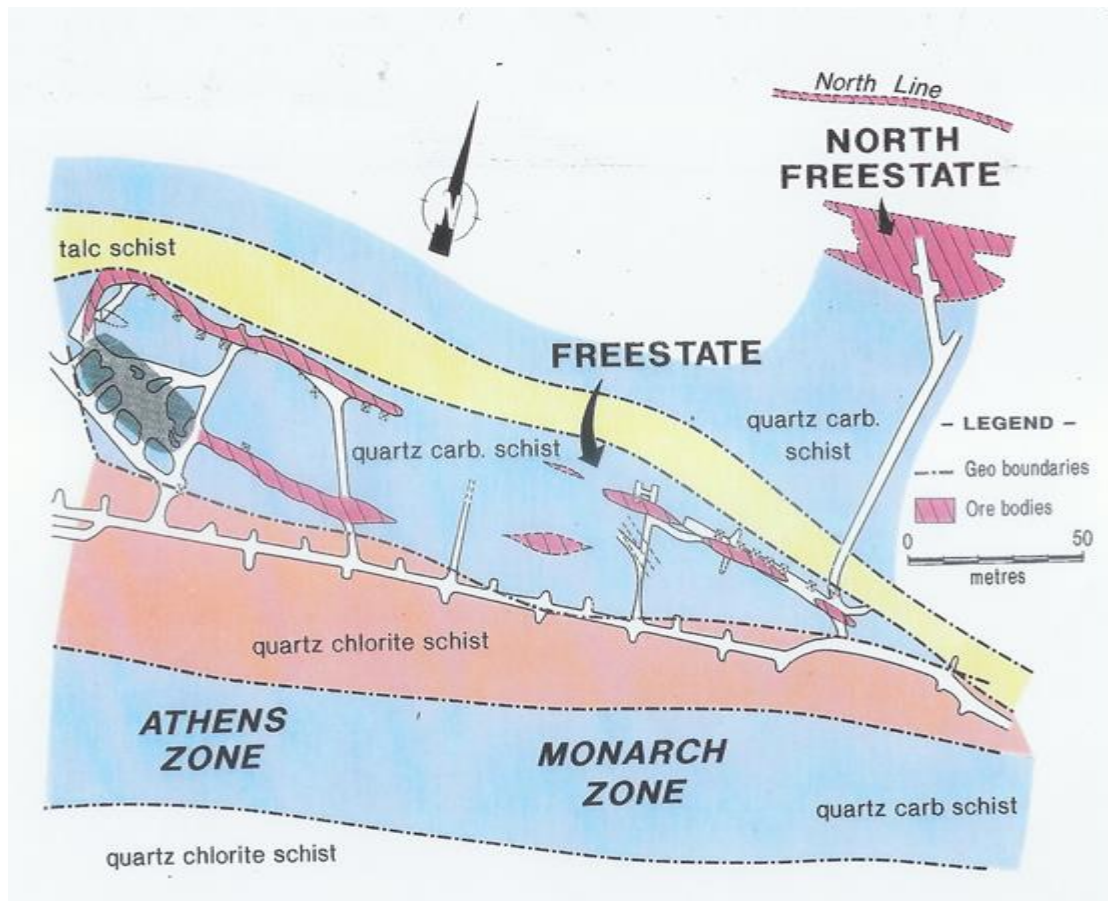 North Line
NORTH
FREESTATE
talc schist
FREESTATE
quartz carb.
schist
quartz carb. schist
– LEGEND –
Geo boundaries
Ore bodies
0 50
metres
quartz chlorite schist
ATHENS
ZONE
MONARCH
ZONE
quartz carb schist
quartz chlorite schist